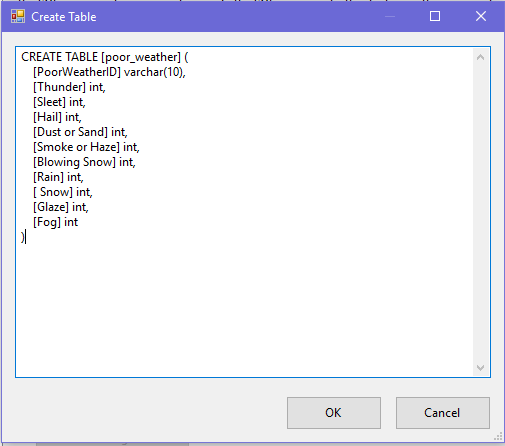 Create Table
CREATE TABLE [poor_weather] (
[PoorWeatherID] varchar(10),
[Thunder] int,
[Sleet] int,
[Hail] int,
[Dust or Sand] int,
[Smoke or Haze] int,
[Blowing Snow] int,
[Rain] int,
[ Snow] int,
[Glaze] int,
[Fog] int
)
OK
Cancel